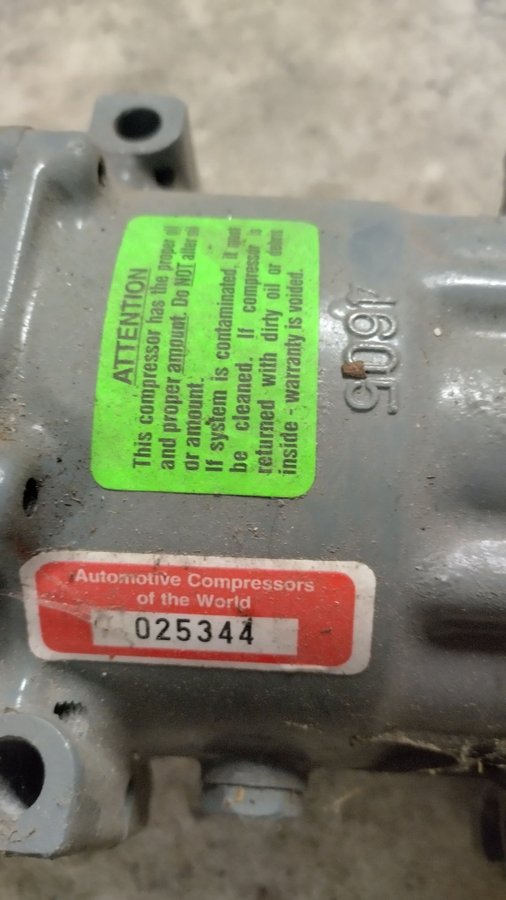 ATTENTION
This compressor has the proper oil
and proper amount. Do NOT alter oil
or amount.
If system is contaminated, it must
be cleaned. If compressor is
returned with dirty oil or debris
inside - warranty is voided.
4605
Automotive Compressors
of the World
025344